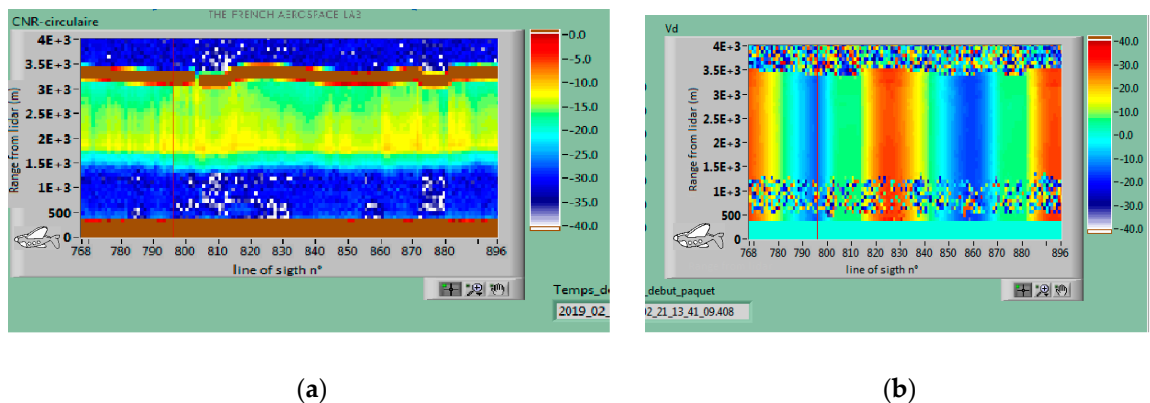 THE FRENCH AEROSPACE LAB
CNR-circulaire
4E+3
3.5E+3
3E+3
2.5E+3
2E+3
1.5E+3
1E+3
500
0
Range from lidar (m)
768 780 790 800 810 820 830 840 850 860 870 880 896
line of sigth n°
0.0
-5.0
-10.0
-15.0
-20.0
-25.0
-30.0
-35.0
-40.0
Temps_de
2019_02_
Vd
4E+3
3.5E+3
3E+3
2.5E+3
2E+3
1.5E+3
1E+3
500
0
Range from lidar (m)
768 780 790 800 810 820 830 840 850 860 870 880 896
line of sigth n°
40.0
30.0
20.0
10.0
0.0
-10.0
-20.0
-30.0
-40.0
_debut_paquet
02_21_13_41_09.408
(a)
(b)